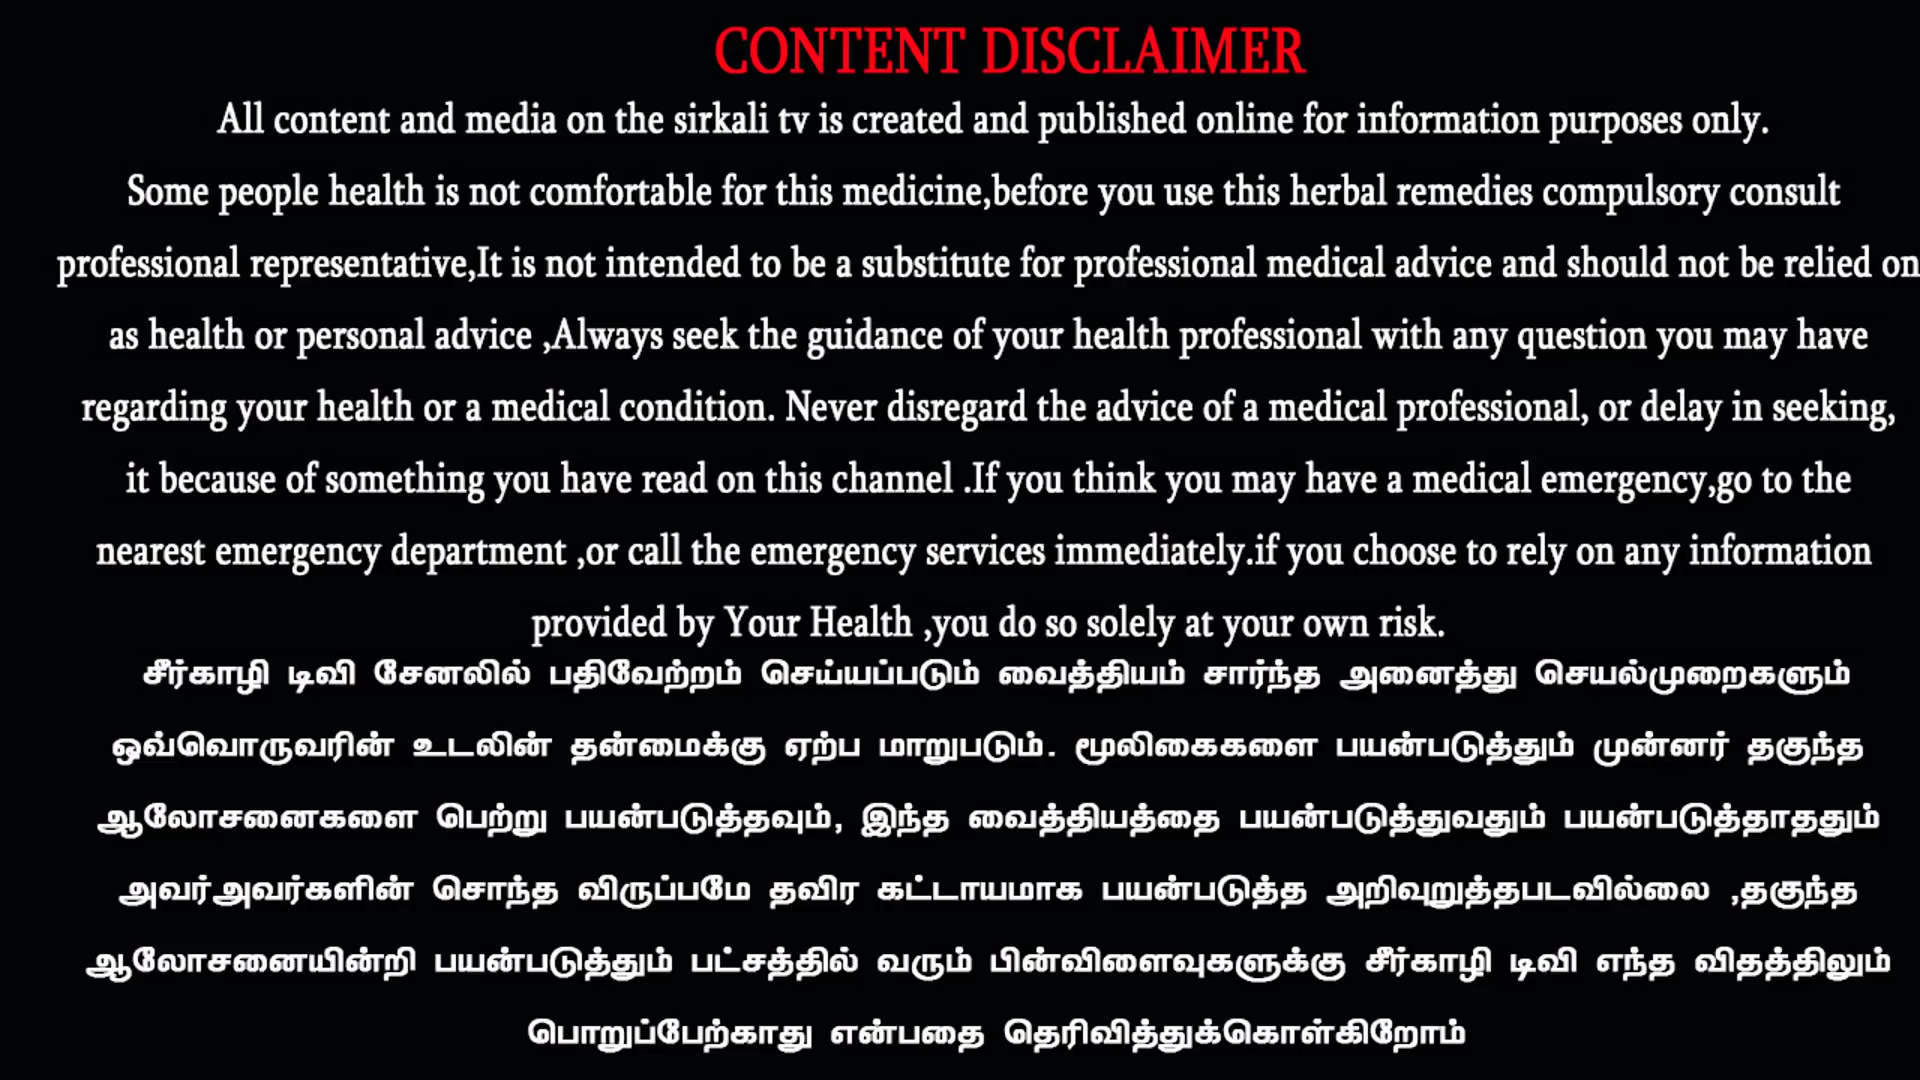 CONTENT DISCLAIMER
All content and media on the sirkali tv is created and published online for information purposes only.
Some people health is not comfortable for this medicine,before you use this herbal remedies compulsory consult
professional representative,It is not intended to be a substitute for professional medical advice and should not be relied on
as health or personal advice ,Always seek the guidance of your health professional with any question you may have
regarding your health or a medical condition. Never disregard the advice of a medical professional, or delay in seeking,
it because of something you have read on this channel .If you think you may have a medical emergency,go to the
nearest emergency department ,or call the emergency services immediately.if you choose to rely on any information
provided by Your Health ,you do so solely at your own risk.
சீர்காழி டிவி சேனலில் பதிவேற்றம் செய்யப்படும் வைத்தியம் சார்ந்த அனைத்து செயல்முறைகளும்
ஒவ்வொருவரின் உடலின் தன்மைக்கு ஏற்ப மாறுபடும். மூலிகைகளை பயன்படுத்தும் முன்னர் தகுந்த
ஆலோசனைகளை பெற்று பயன்படுத்தவும், இந்த வைத்தியத்தை பயன்படுத்துவதும் பயன்படுத்தாததும்
அவர்அவர்களின் சொந்த விருப்பமே தவிர கட்டாயமாக பயன்படுத்த அறிவுறுத்தபடவில்லை ,தகுந்த
ஆலோசனையின்றி பயன்படுத்தும் பட்சத்தில் வரும் பின்விளைவுகளுக்கு சீர்காழி டிவி எந்த விதத்திலும்
பொறுப்பேற்காது என்பதை தெரிவித்துக்கொள்கிறோம்